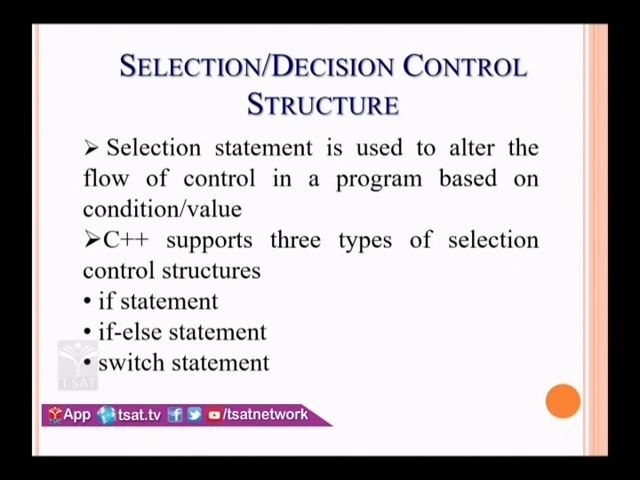 SELECTION/DECISION CONTROL
STRUCTURE
➢ Selection statement is used to alter the
flow of control in a program based on
condition/value
➢C++ supports three types of selection
control structures
• if statement
• if-else statement
• switch statement
TSAT
App tsat.tv /tsatnetwork